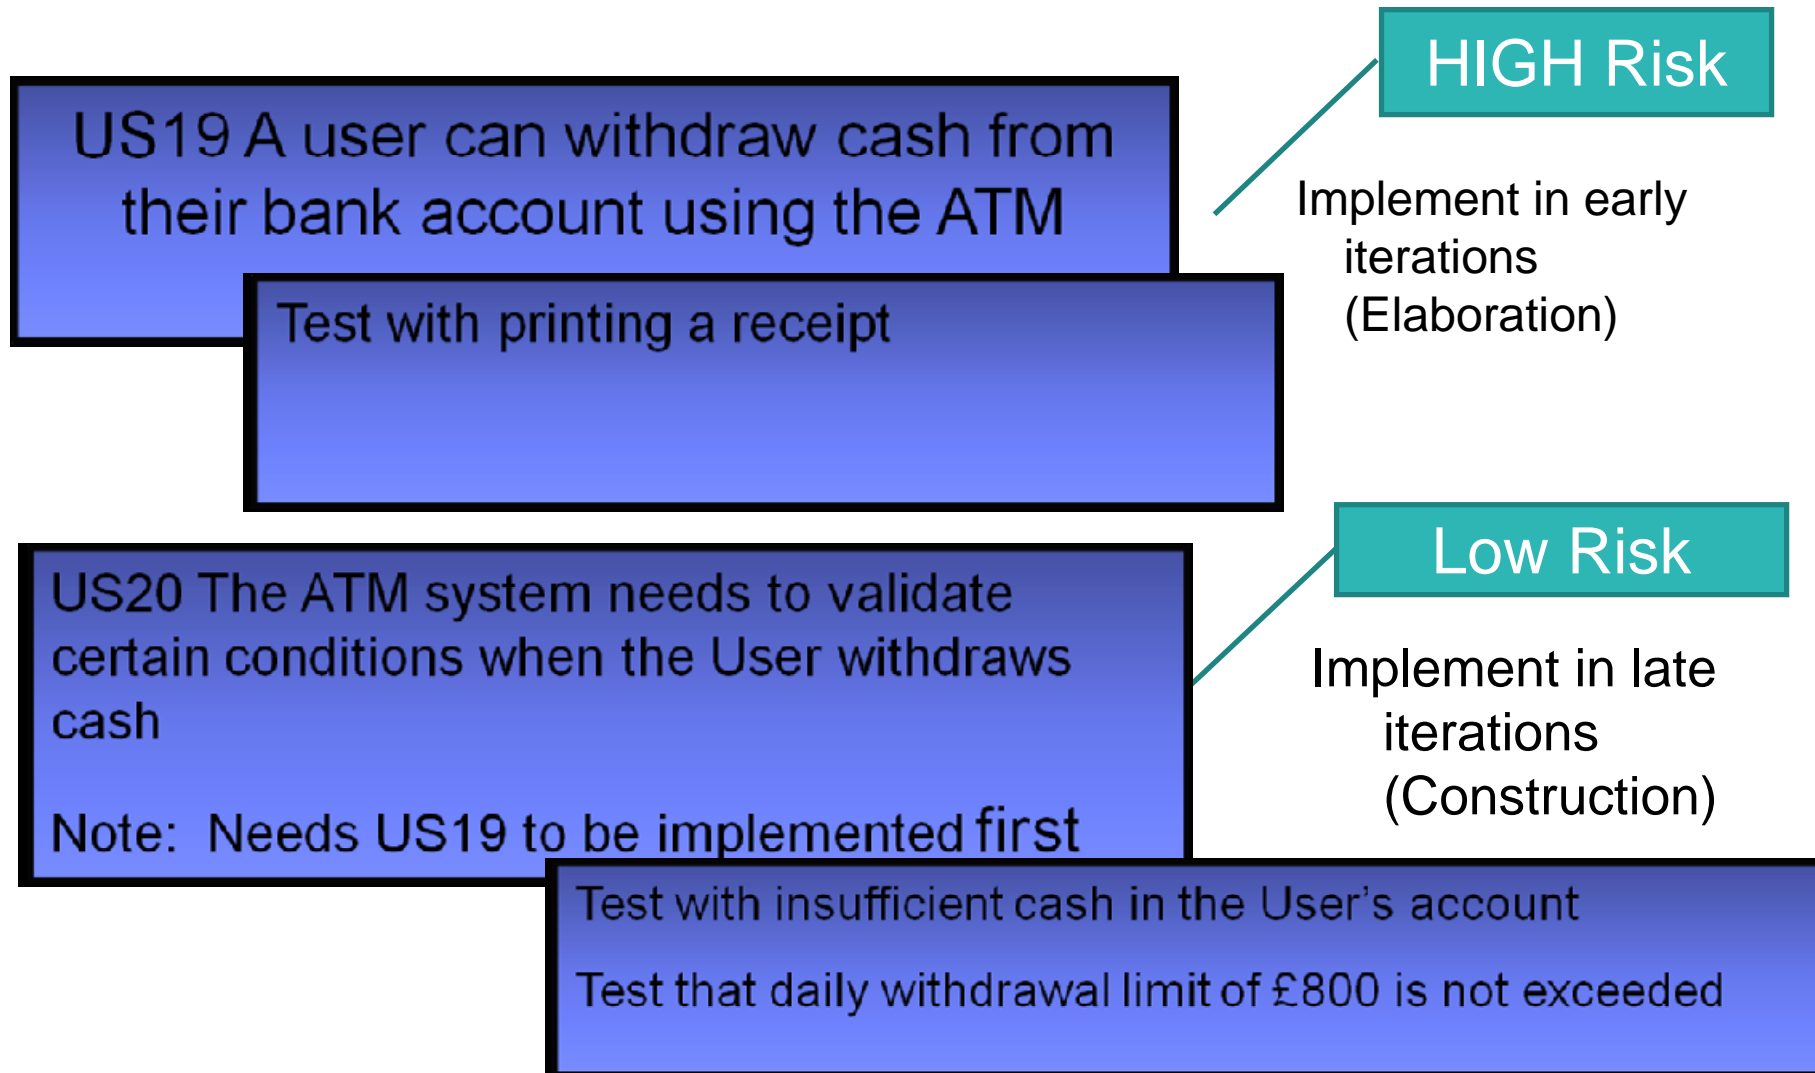 HIGH Risk
US19 A user can withdraw cash from
their bank account using the ATM
Implement in early
iterations
(Elaboration)
Test with printing a receipt
Low Risk
US20 The ATM system needs to validate
certain conditions when the User withdraws
cash
Note: Needs US19 to be implemented first
Implement in late
iterations
(Construction)
Test with insufficient cash in the User’s account
Test that daily withdrawal limit of £800 is not exceeded